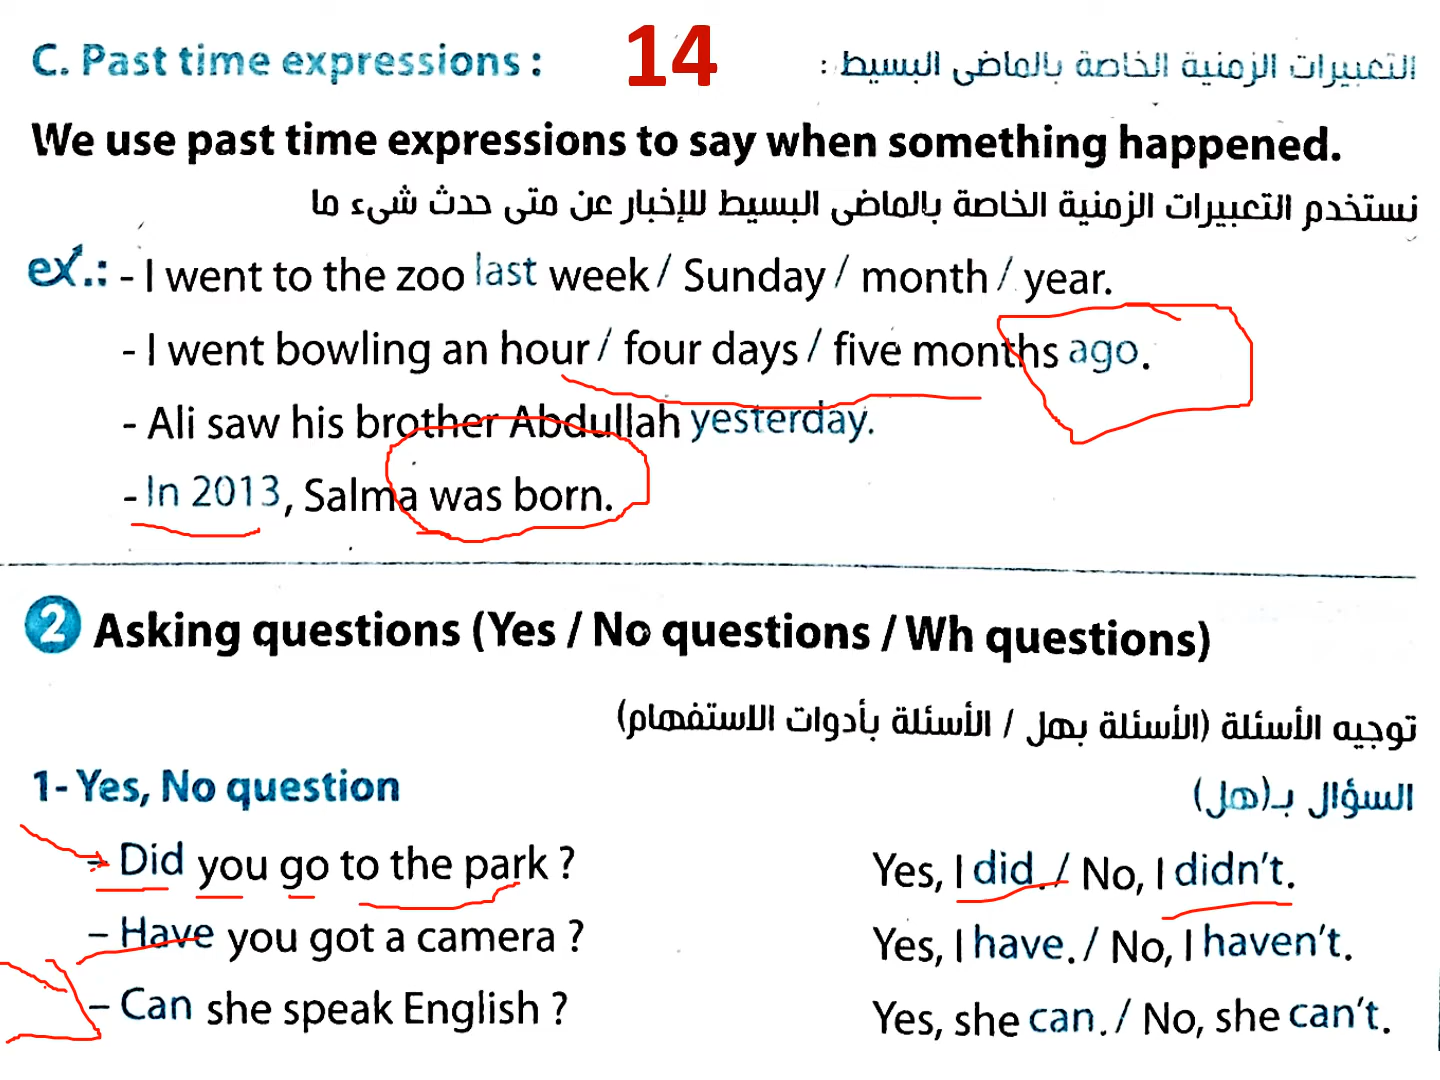 C. Past time expressions : 14 التعبيرات الزمنية الخاصة بالماضى البسيط :
We use past time expressions to say when something happened.
نستخدم التعبيرات الزمنية الخاصة بالماضى البسيط للإخبار عن متى حدث شىء ما
ex.: - I went to the zoo last week / Sunday / month / year.
- I went bowling an hour / four days / five months ago.
- Ali saw his brother Abdullah yesterday.
- In 2013, Salma was born.
2 Asking questions (Yes / No questions / Wh questions)
توجيه الأسئلة (الأسئلة بهل / الأسئلة بأدوات الاستفهام)
1- Yes, No question السؤال بـ(هل)
- Did you go to the park ? Yes, I did. / No, I didn't.
- Have you got a camera ? Yes, I have. / No, I haven't.
- Can she speak English ? Yes, she can. / No, she can't.